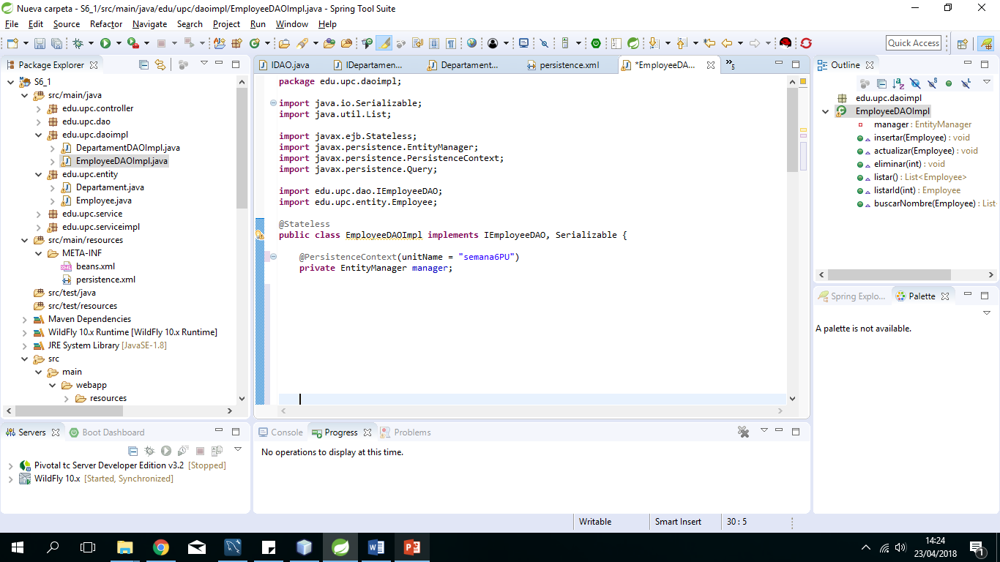 Nueva carpeta - S6_1/src/main/java/edu/upc/daoimpl/EmployeeDAOImpl.java - Spring Tool Suite
File Edit Source Refactor Navigate Search Project Run Window Help
Quick Access
Package Explorer
S6_1
src/main/java
edu.upc.controller
edu.upc.dao
edu.upc.daoimpl
DepartamentDAOImpl.java
EmployeeDAOImpl.java
edu.upc.entity
Departament.java
Employee.java
edu.upc.service
edu.upc.serviceimpl
src/main/resources
META-INF
beans.xml
persistence.xml
src/test/java
src/test/resources
Maven Dependencies
WildFly 10.x Runtime [WildFly 10.x Runtime]
JRE System Library [JavaSE-1.8]
src
main
webapp
resources
IDAO.java IDepartamen... Departament... persistence.xml *EmployeeDA... »5
package edu.upc.daoimpl;
import java.io.Serializable;
import java.util.List;
import javax.ejb.Stateless;
import javax.persistence.EntityManager;
import javax.persistence.PersistenceContext;
import javax.persistence.Query;
import edu.upc.dao.IEmployeeDAO;
import edu.upc.entity.Employee;
@Stateless
public class EmployeeDAOImpl implements IEmployeeDAO, Serializable {
@PersistenceContext(unitName = "semana6PU")
private EntityManager manager;
Outline
edu.upc.daoimpl
EmployeeDAOImpl
manager : EntityManager
insertar(Employee) : void
actualizar(Employee) : void
eliminar(int) : void
listar() : List<Employee>
listarId(int) : Employee
buscarNombre(Employee) : List
Spring Explo... Palette
A palette is not available.
Servers Boot Dashboard
Pivotal tc Server Developer Edition v3.2 [Stopped]
WildFly 10.x [Started, Synchronized]
Console Progress Problems
No operations to display at this time.
Writable Smart Insert 30 : 5
14:24
23/04/2018
1